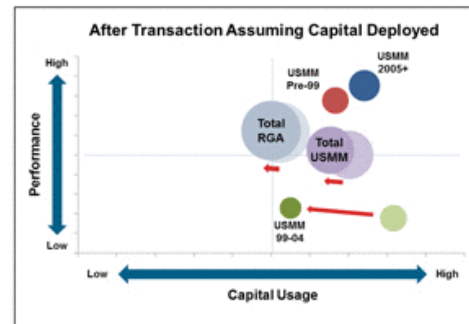 After Transaction Assuming Capital Deployed
High
USMM
2005+
USMM
Pre-99
Total
RGA
Total
USMM
Performance
USMM
99-04
Low
Low
High
Capital Usage